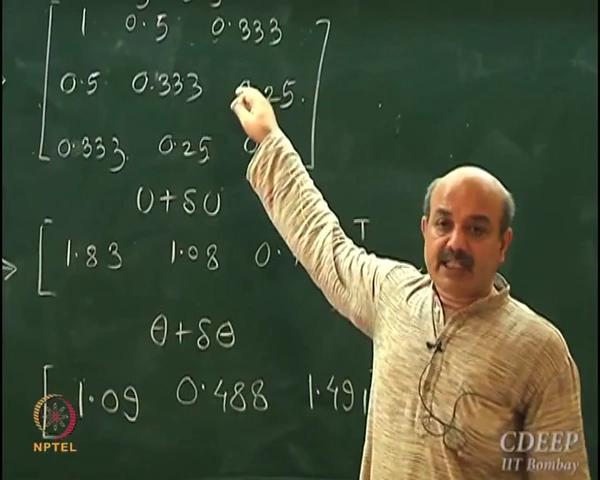 1 0.5 0.333
0.5 0.333 25
0.333 0.25
U+δU
1.83 1.08 0. T
θ+δθ
1.09 0.488 1.491
NPTEL
CDEEP
IIT Bombay